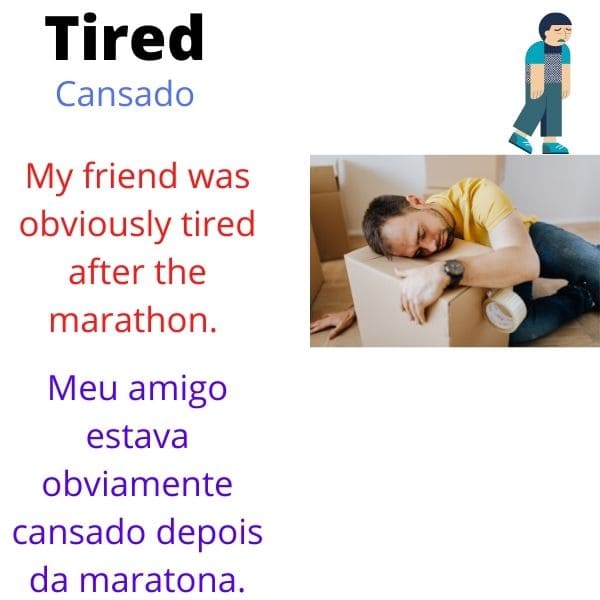 Tired
Cansado
My friend was
obviously tired
after the
marathon.
Meu amigo
estava
obviamente
cansado depois
da maratona.